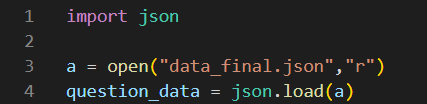 1 import json
2
3 a = open("data_final.json","r")
4 question_data = json.load(a)